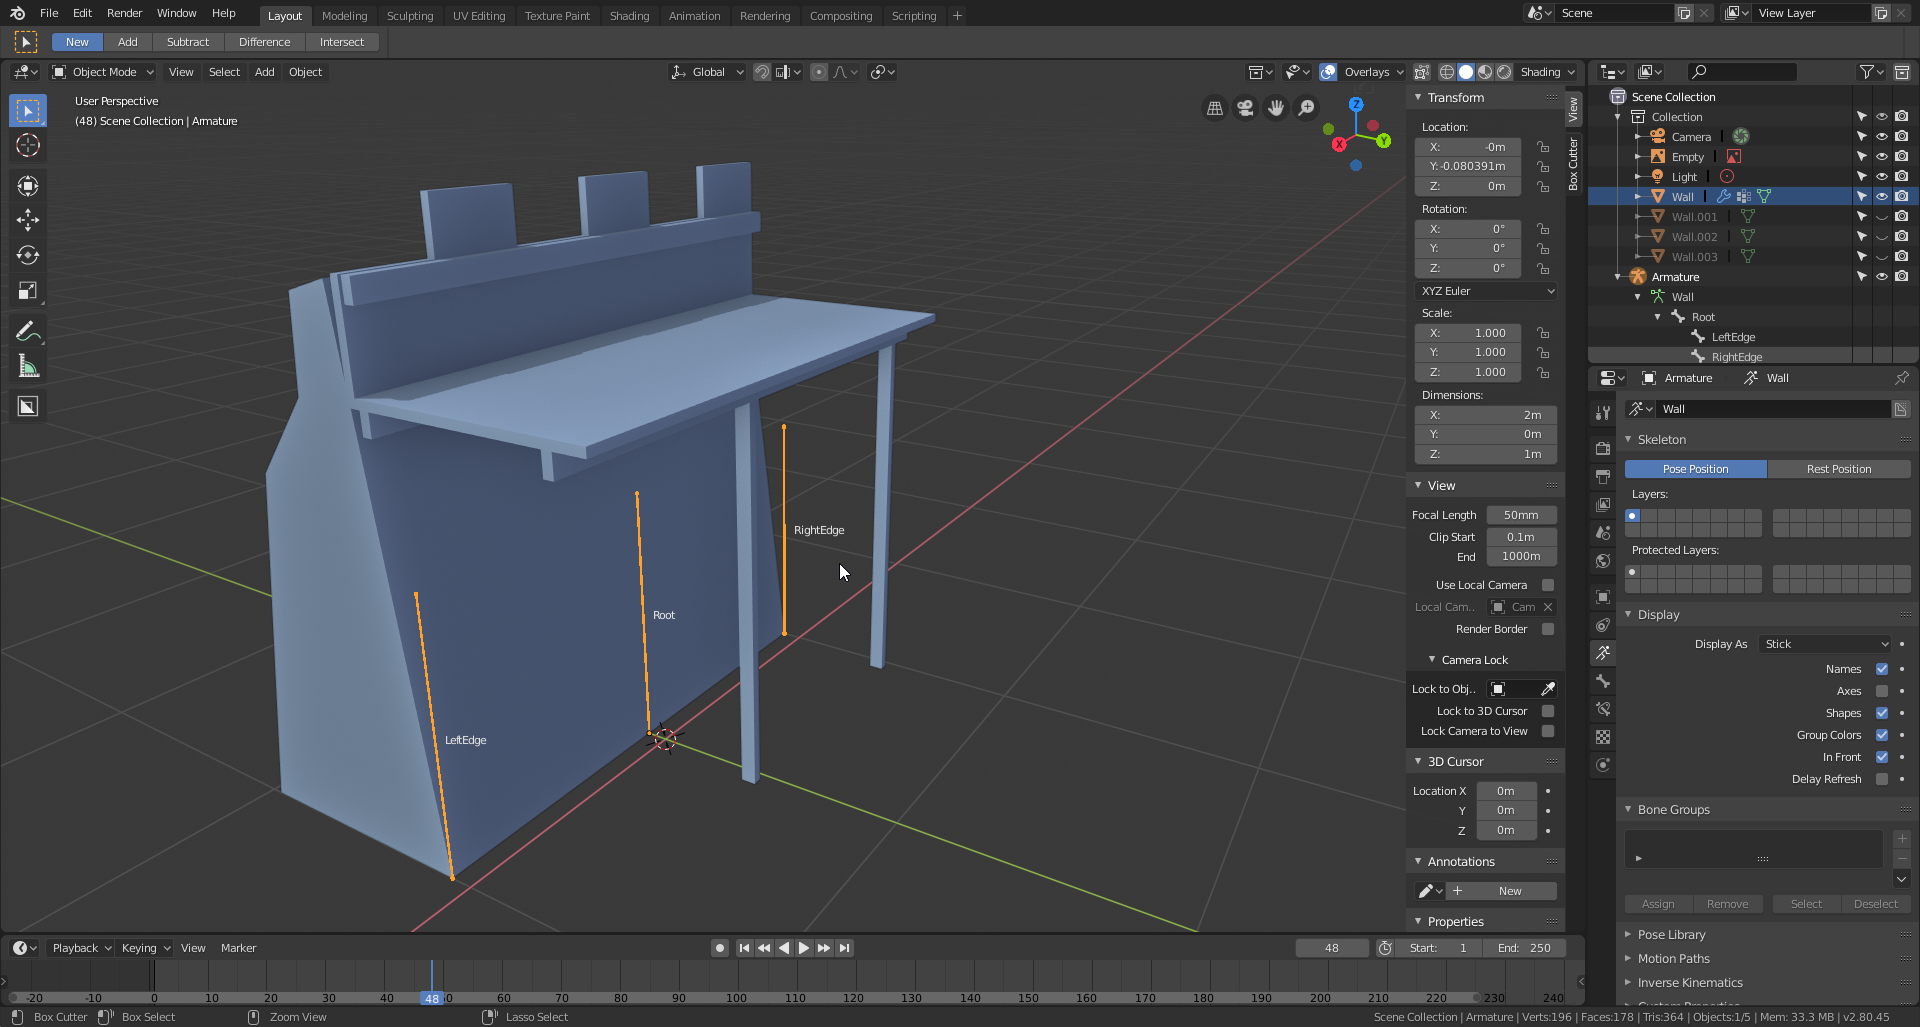 File Edit Render Window Help Layout Modeling Sculpting UV Editing Texture Paint Shading Animation Rendering Compositing Scripting + Scene View Layer
New Add Subtract Difference Intersect
Object Mode View Select Add Object Global Overlays Shading
User Perspective
(48) Scene Collection | Armature
Z
X
Y
RightEdge
Root
LeftEdge
Transform
Location:
X: -0m
Y: -0.080391m
Z: 0m
Rotation:
X: 0°
Y: 0°
Z: 0°
XYZ Euler
Scale:
X: 1.000
Y: 1.000
Z: 1.000
Dimensions:
X: 2m
Y: 0m
Z: 1m
View
Focal Length 50mm
Clip Start 0.1m
End 1000m
Use Local Camera
Local Cam.. Cam
Render Border
Camera Lock
Lock to Obj..
Lock to 3D Cursor
Lock Camera to View
3D Cursor
Location X 0m
Y 0m
Z 0m
Annotations
+ New
Properties
View
Box Cutter
Scene Collection
Collection
Camera
Empty
Light
Wall
Wall.001
Wall.002
Wall.003
Armature
Wall
Root
LeftEdge
RightEdge
Armature Wall
Wall
Skeleton
Pose Position Rest Position
Layers:
Protected Layers:
Display
Display As Stick
Names
Axes
Shapes
Group Colors
In Front
Delay Refresh
Bone Groups
Assign Remove Select Deselect
Pose Library
Motion Paths
Inverse Kinematics
Playback Keying View Marker 48 Start: 1 End: 250
-20 -10 0 10 20 30 40 48 60 70 80 90 100 110 120 130 140 150 160 170 180 190 200 210 220 230 240
Box Cutter Box Select Zoom View Lasso Select Scene Collection | Armature | Verts:196 | Faces:178 | Tris:364 | Objects:1/5 | Mem: 33.3 MB | v2.80.45